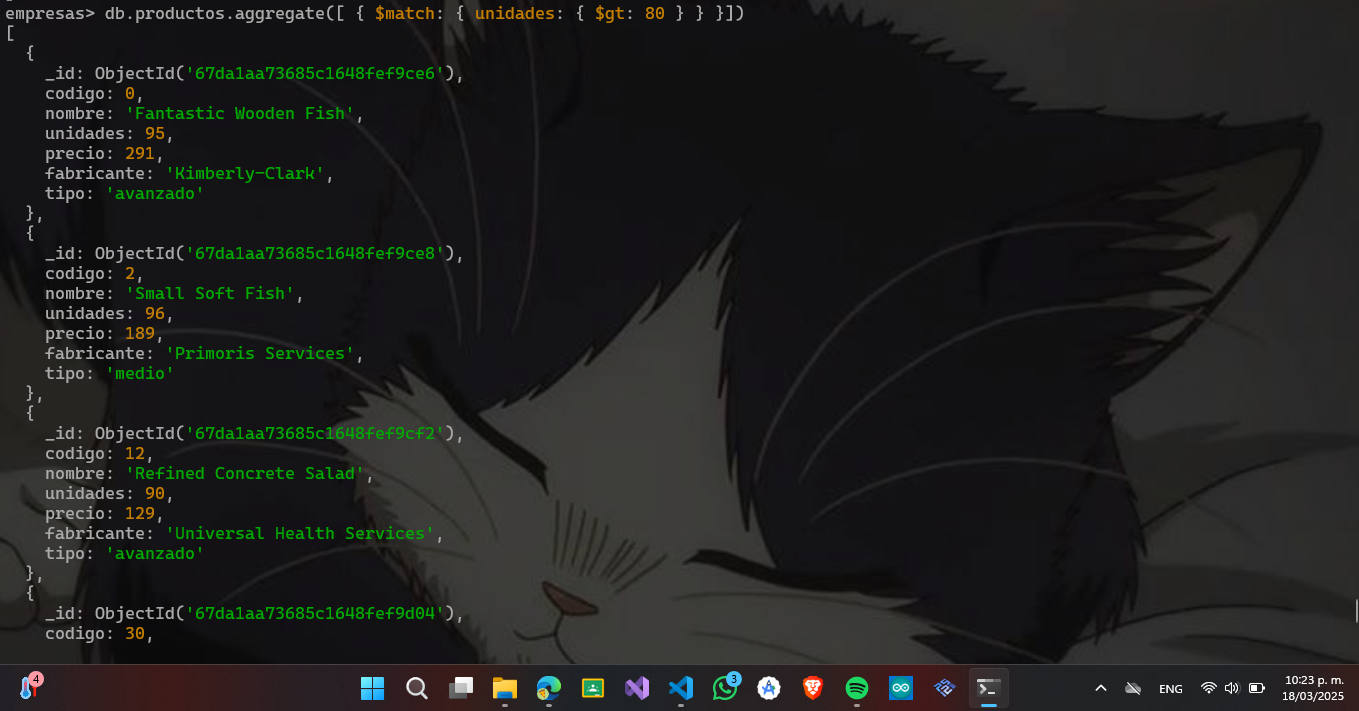 empresas> db.productos.aggregate([ { $match: { unidades: { $gt: 80 } } }])
[
  {
    _id: ObjectId('67da1aa73685c1648fef9ce6'),
    codigo: 0,
    nombre: 'Fantastic Wooden Fish',
    unidades: 95,
    precio: 291,
    fabricante: 'Kimberly-Clark',
    tipo: 'avanzado'
  },
  {
    _id: ObjectId('67da1aa73685c1648fef9ce8'),
    codigo: 2,
    nombre: 'Small Soft Fish',
    unidades: 96,
    precio: 189,
    fabricante: 'Primoris Services',
    tipo: 'medio'
  },
  {
    _id: ObjectId('67da1aa73685c1648fef9cf2'),
    codigo: 12,
    nombre: 'Refined Concrete Salad',
    unidades: 90,
    precio: 129,
    fabricante: 'Universal Health Services',
    tipo: 'avanzado'
  },
  {
    _id: ObjectId('67da1aa73685c1648fef9d04'),
    codigo: 30,
4
3
ENG
10:23 p. m.
18/03/2025